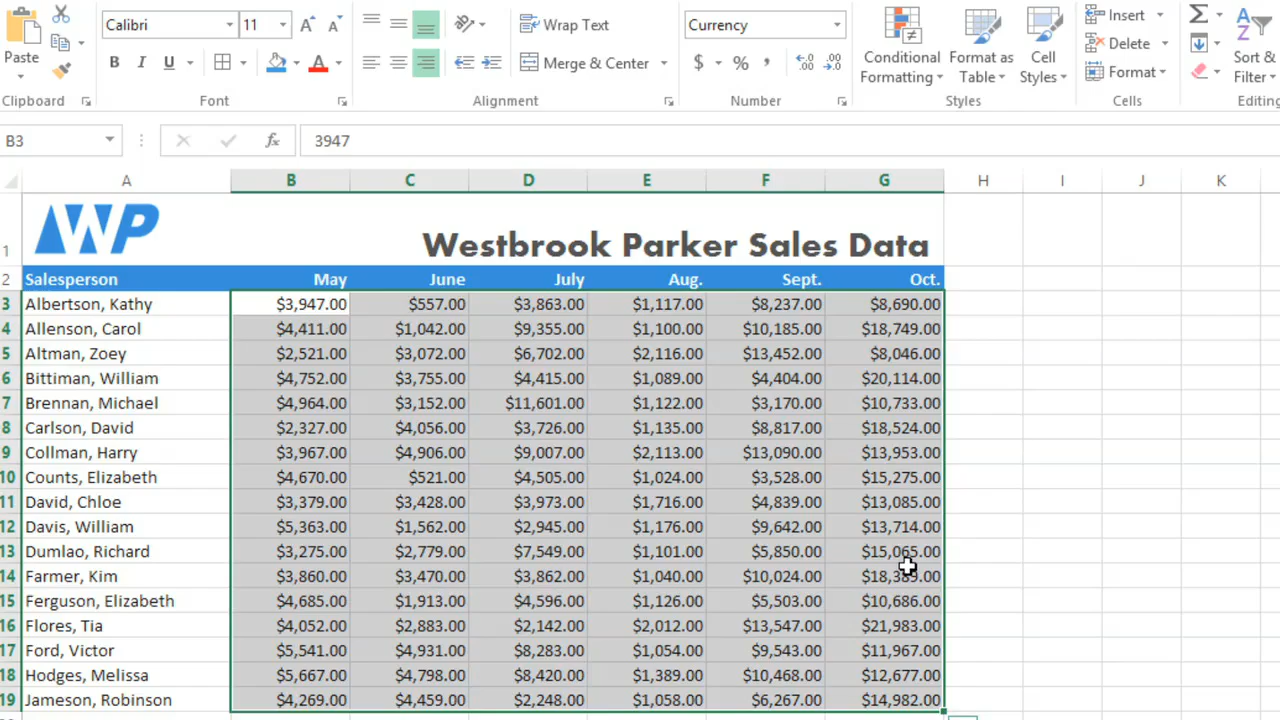 Calibri 11 Wrap Text Currency Insert
Paste B I U Merge & Center $ % , Conditional Formatting Format as Table Cell Styles Delete Sort & Filter
Format
Clipboard Font Alignment Number Styles Cells Editing
B3 fx 3947
A B C D E F G H I J K
1 WP Westbrook Parker Sales Data
2 Salesperson May June July Aug. Sept. Oct.
3 Albertson, Kathy $3,947.00 $557.00 $3,863.00 $1,117.00 $8,237.00 $8,690.00
4 Allenson, Carol $4,411.00 $1,042.00 $9,355.00 $1,100.00 $10,185.00 $18,749.00
5 Altman, Zoey $2,521.00 $3,072.00 $6,702.00 $2,116.00 $13,452.00 $8,046.00
6 Bittiman, William $4,752.00 $3,755.00 $4,415.00 $1,089.00 $4,404.00 $20,114.00
7 Brennan, Michael $4,964.00 $3,152.00 $11,601.00 $1,122.00 $3,170.00 $10,733.00
8 Carlson, David $2,327.00 $4,056.00 $3,726.00 $1,135.00 $8,817.00 $18,524.00
9 Collman, Harry $3,967.00 $4,906.00 $9,007.00 $2,113.00 $13,090.00 $13,953.00
10 Counts, Elizabeth $4,670.00 $521.00 $4,505.00 $1,024.00 $3,528.00 $15,275.00
11 David, Chloe $3,379.00 $3,428.00 $3,973.00 $1,716.00 $4,839.00 $13,085.00
12 Davis, William $5,363.00 $1,562.00 $2,945.00 $1,176.00 $9,642.00 $13,714.00
13 Dumlao, Richard $3,275.00 $2,779.00 $7,549.00 $1,101.00 $5,850.00 $15,065.00
14 Farmer, Kim $3,860.00 $3,470.00 $3,862.00 $1,040.00 $10,024.00
15 Ferguson, Elizabeth $4,685.00 $1,913.00 $4,596.00 $1,126.00 $5,503.00 $10,686.00
16 Flores, Tia $4,052.00 $2,883.00 $2,142.00 $2,012.00 $13,547.00 $21,983.00
17 Ford, Victor $5,541.00 $4,931.00 $8,283.00 $1,054.00 $9,543.00 $11,967.00
18 Hodges, Melissa $5,667.00 $4,798.00 $8,420.00 $1,389.00 $10,468.00 $12,677.00
19 Jameson, Robinson $4,269.00 $4,459.00 $2,248.00 $1,058.00 $6,267.00 $14,982.00